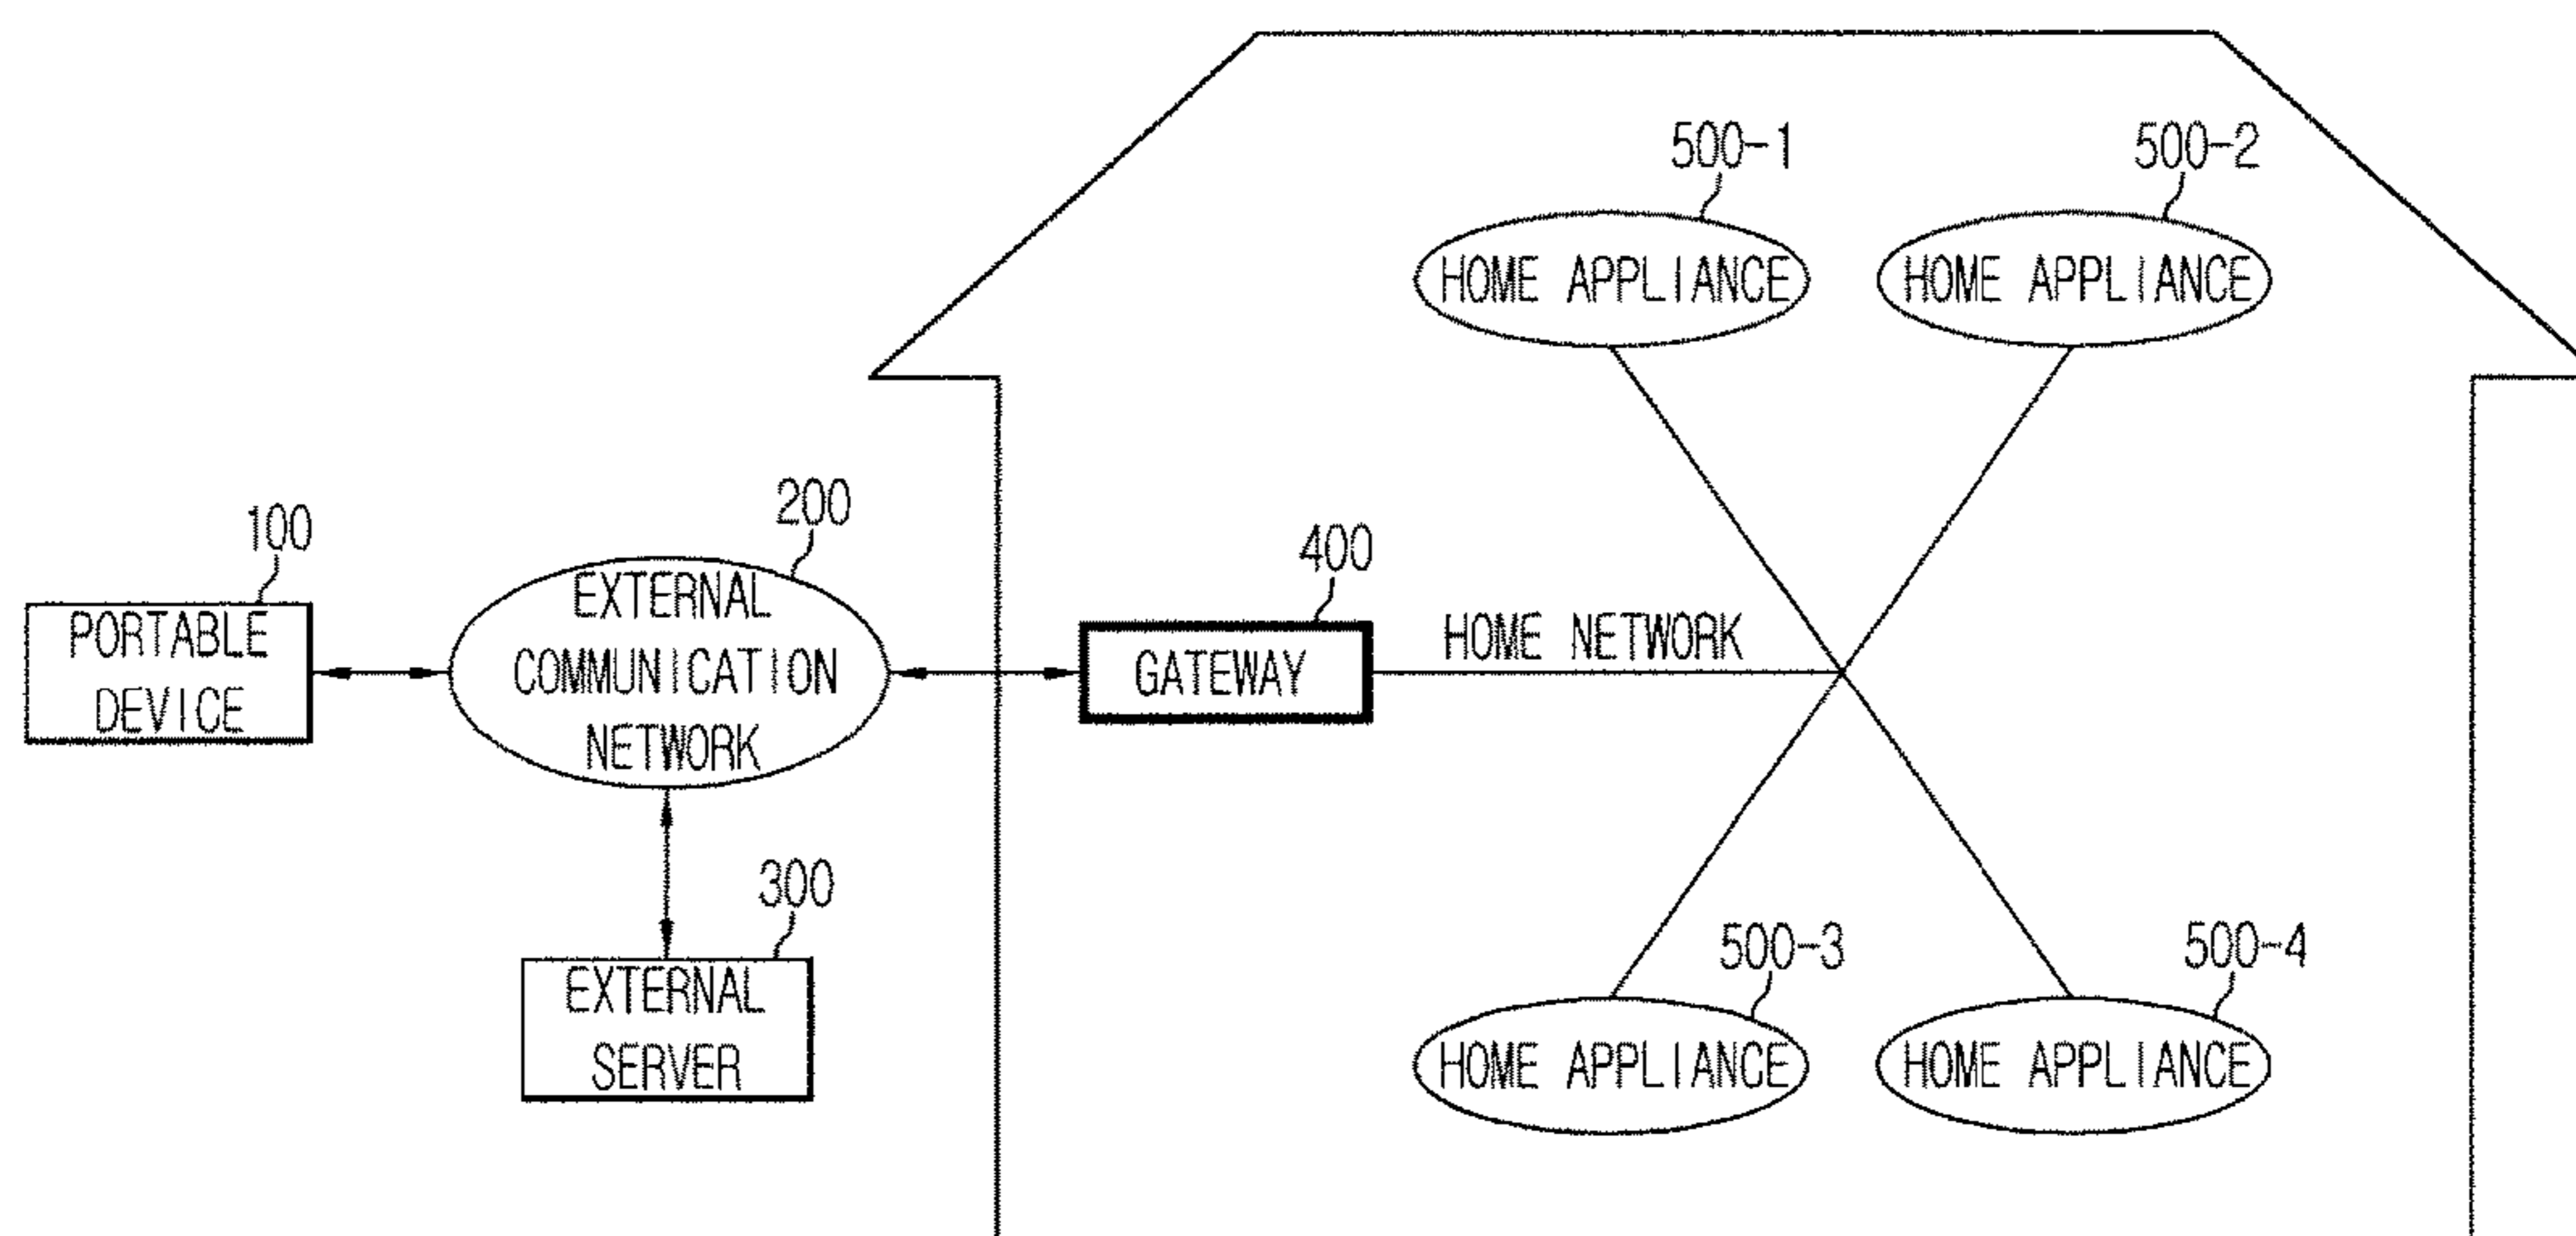 500-1
500-2
HOME APPLIANCE
HOME APPLIANCE
100
PORTABLE
DEVICE
200
EXTERNAL
COMMUNICATION
NETWORK
400
GATEWAY
HOME NETWORK
300
EXTERNAL
SERVER
500-3
500-4
HOME APPLIANCE
HOME APPLIANCE